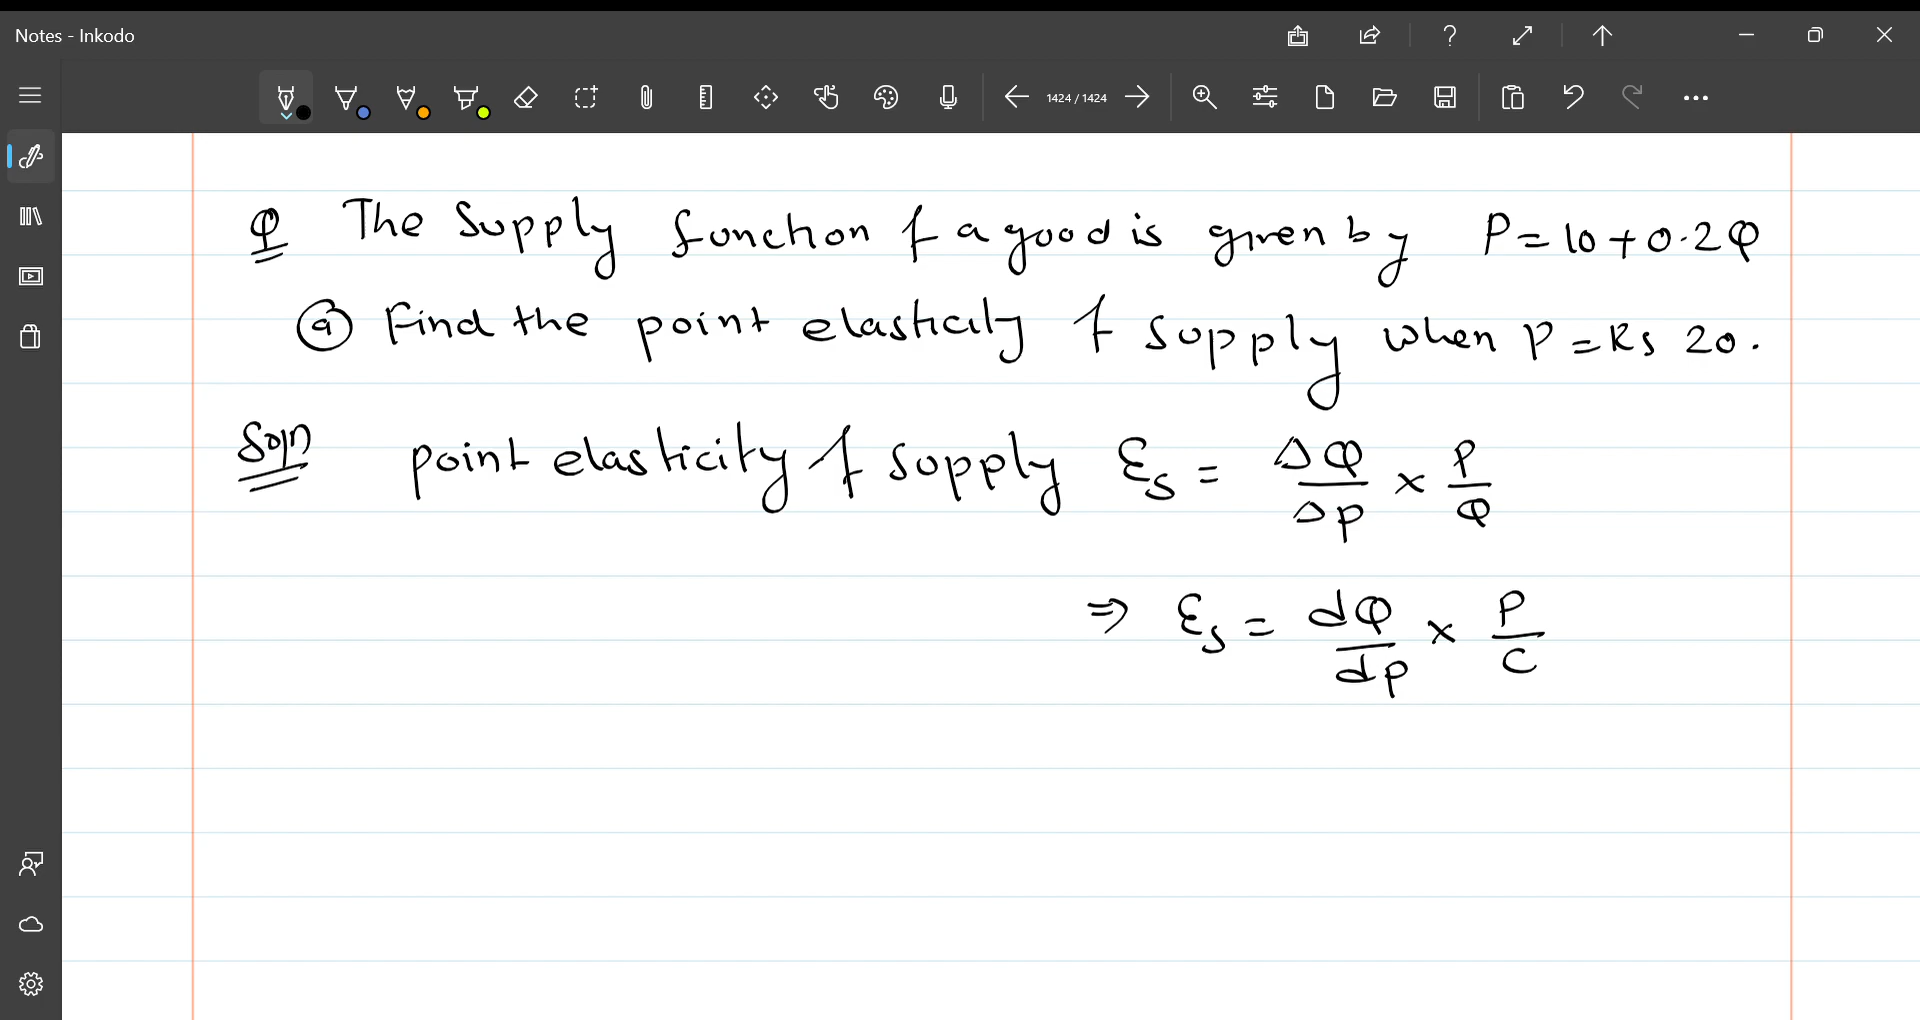 Notes - Inkodo
1424 / 1424
Q The Supply function of a good is given by P = 10 + 0.2Q
ⓐ Find the point elasticity of supply when P = Rs 20.
Soln point elasticity of supply Es = ΔQ/Δp × P/Q
⇒ Es = dQ/dp × P/C